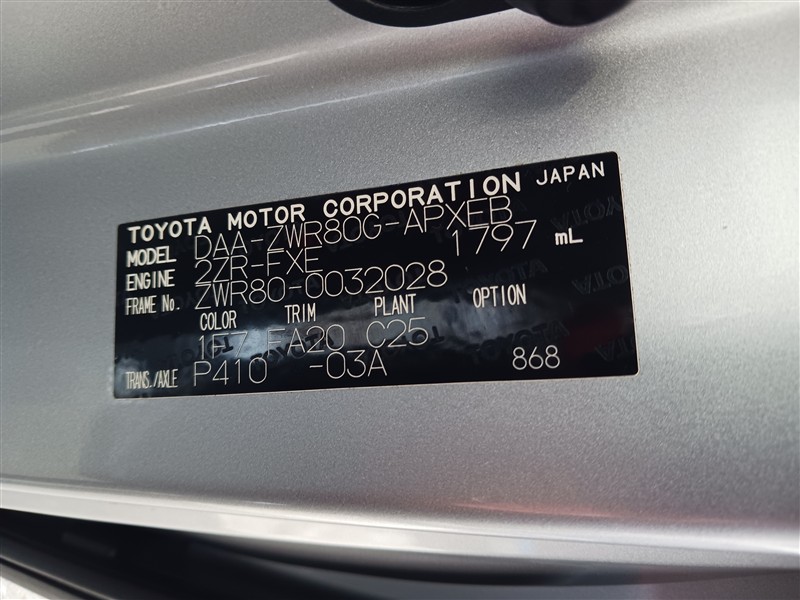 TOYOTA MOTOR CORPORATION JAPAN
MODEL DAA-ZWR80G-APXEB
ENGINE 2ZR-FXE 1797 mL
FRAME No. ZWR80-0032028
COLOR TRIM PLANT OPTION
1F7 FA20 C25
TRANS./AXLE P410 -03A 868